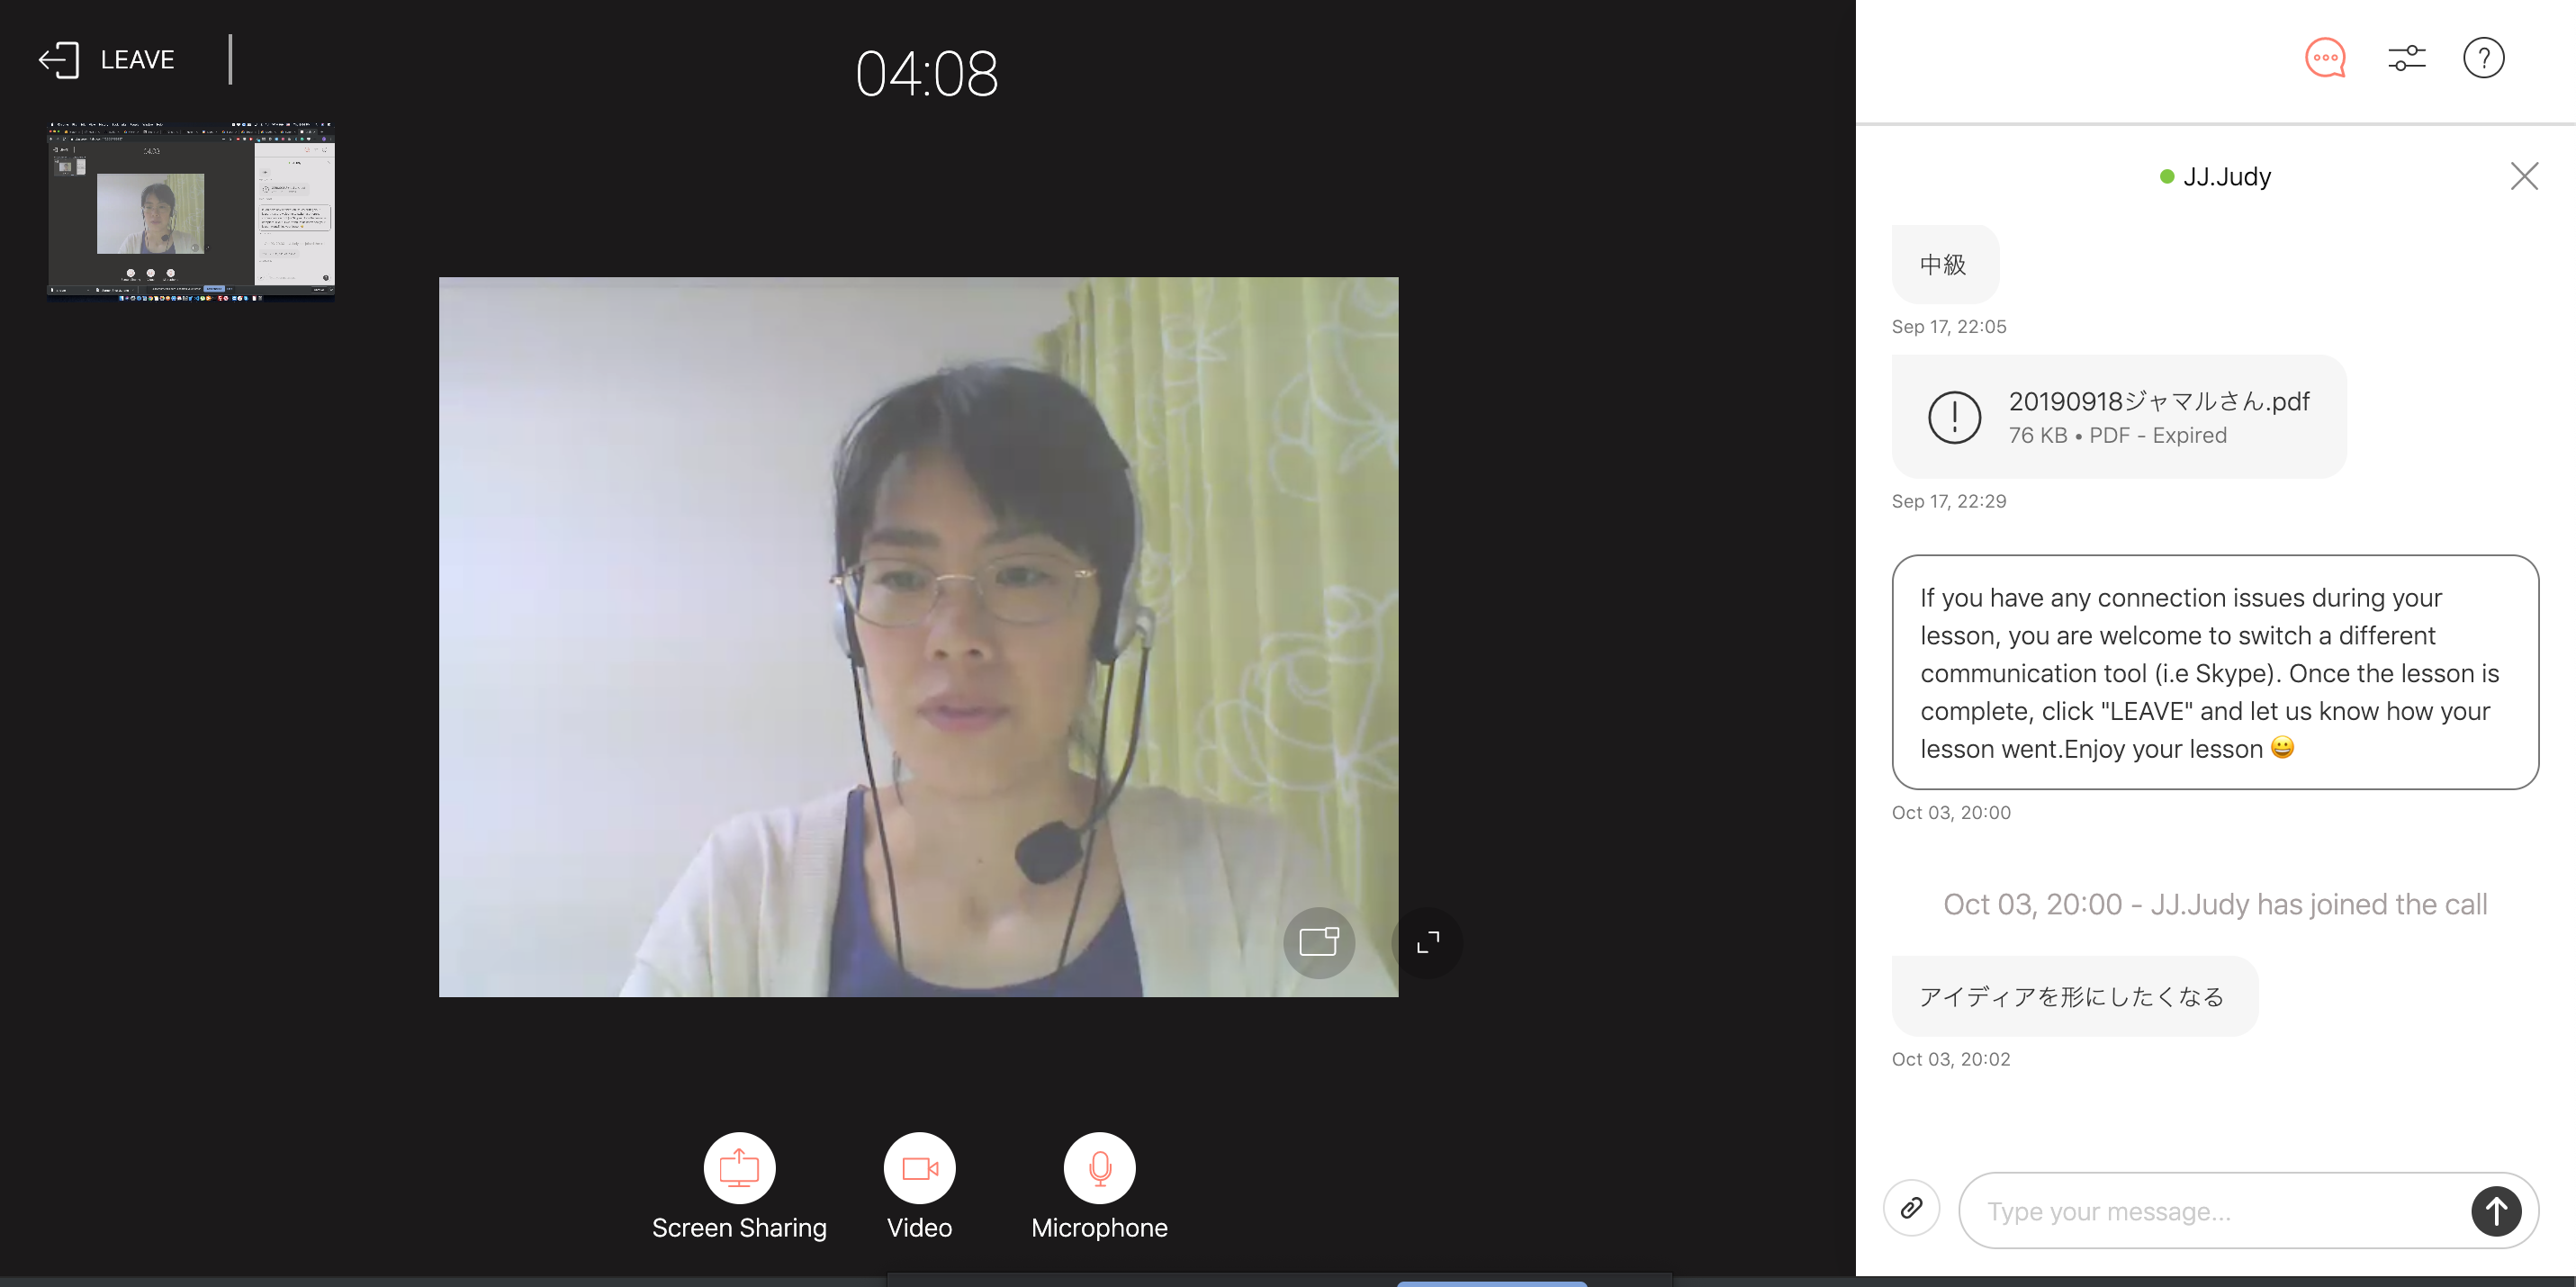 LEAVE
04:08
JJ.Judy
中級
Sep 17, 22:05
20190918ジャマルさん.pdf
76 KB • PDF - Expired
Sep 17, 22:29
If you have any connection issues during your
lesson, you are welcome to switch a different
communication tool (i.e Skype). Once the lesson is
complete, click "LEAVE" and let us know how your
lesson went.Enjoy your lesson 😀
Oct 03, 20:00
Oct 03, 20:00 - JJ.Judy has joined the call
アイディアを形にしたくなる
Oct 03, 20:02
Screen Sharing
Video
Microphone
Type your message...